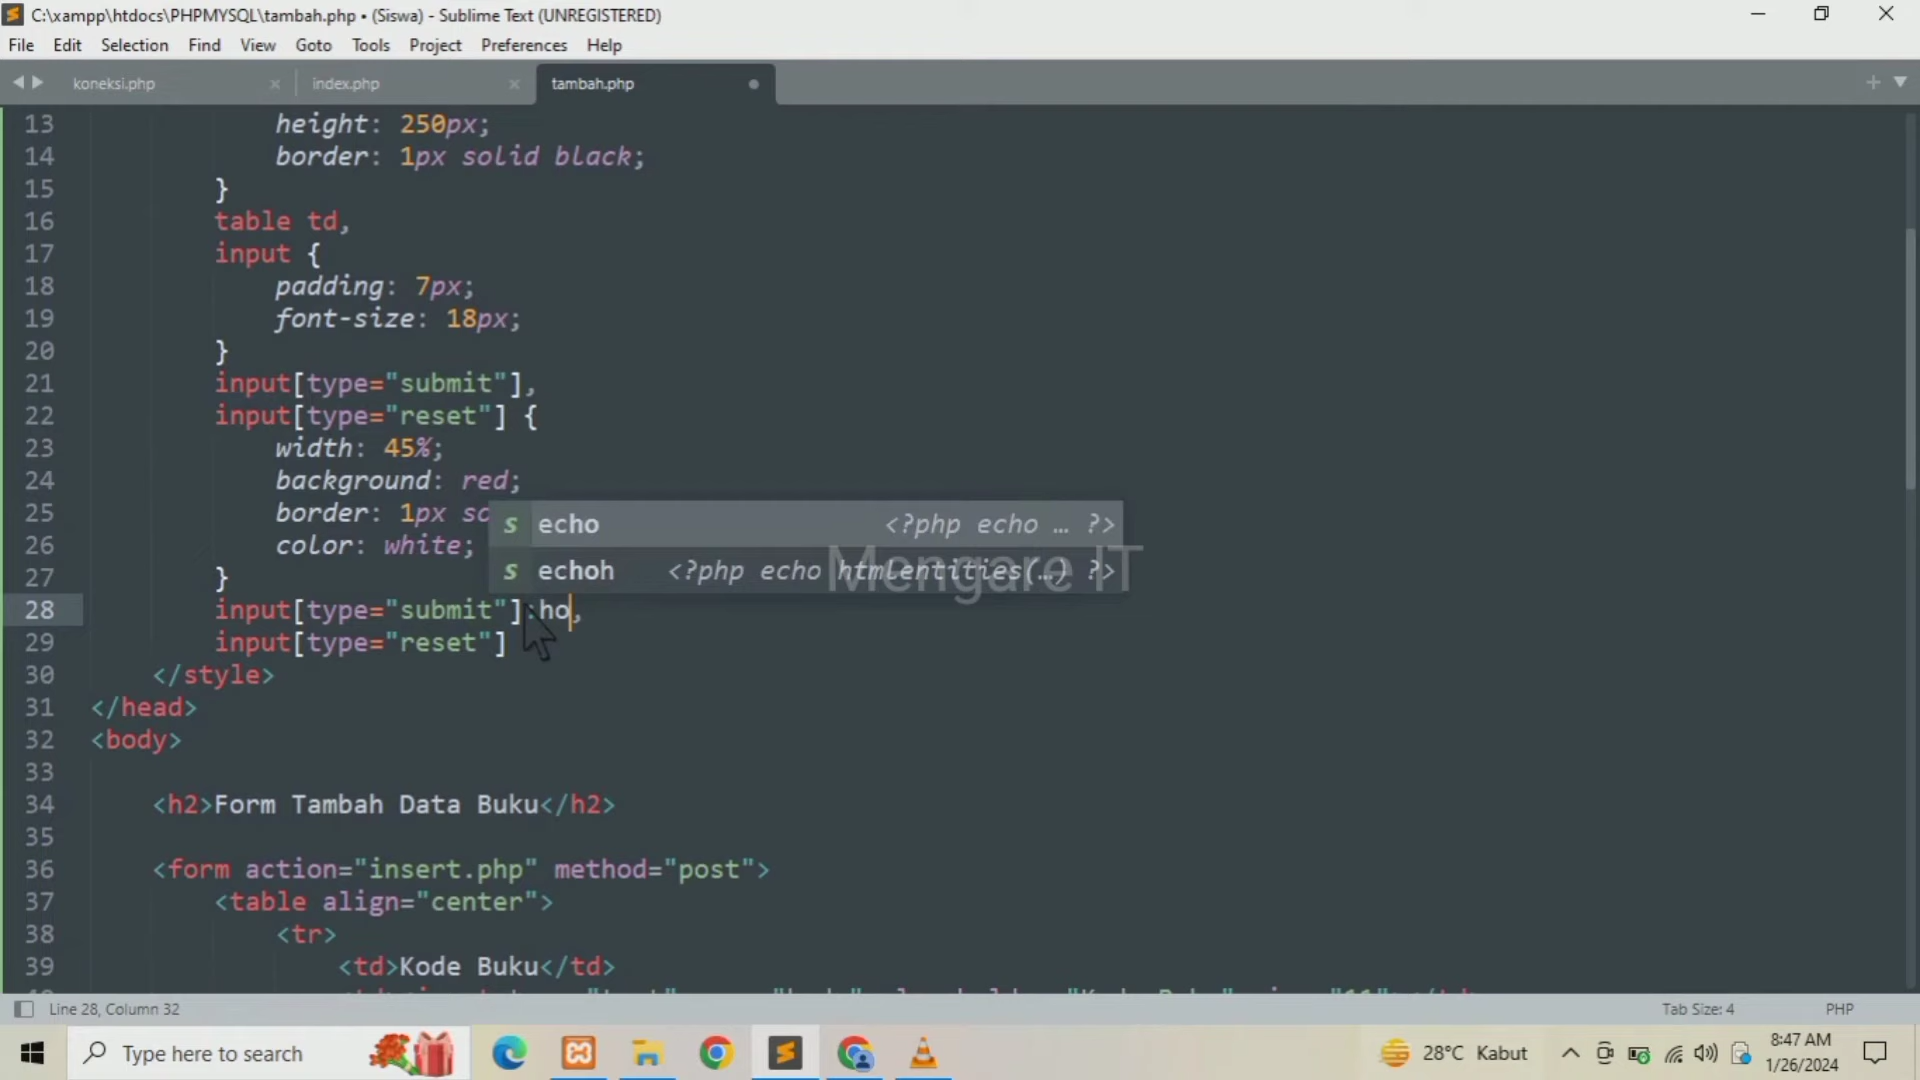 C:\xampp\htdocs\PHPMYSQL\tambah.php • (Siswa) - Sublime Text (UNREGISTERED)
File Edit Selection Find View Goto Tools Project Preferences Help
koneksi.php index.php tambah.php
13 height: 250px;
14 border: 1px solid black;
15 }
16 table td,
17 input {
18 padding: 7px;
19 font-size: 18px;
20 }
21 input[type="submit"],
22 input[type="reset"] {
23 width: 45%;
24 background: red;
25 border: 1px so
echo <?php echo … ?>
26 color: white;
echoh <?php echo htmlentities(…) ?>
Mengare IT
27 }
28 input[type="submit"]:ho,
29 input[type="reset"]
30 </style>
31 </head>
32 <body>
33
34 <h2>Form Tambah Data Buku</h2>
35
36 <form action="insert.php" method="post">
37 <table align="center">
38 <tr>
39 <td>Kode Buku</td>
Line 28, Column 32 Tab Size: 4 PHP
Type here to search 28°C Kabut 8:47 AM
1/26/2024